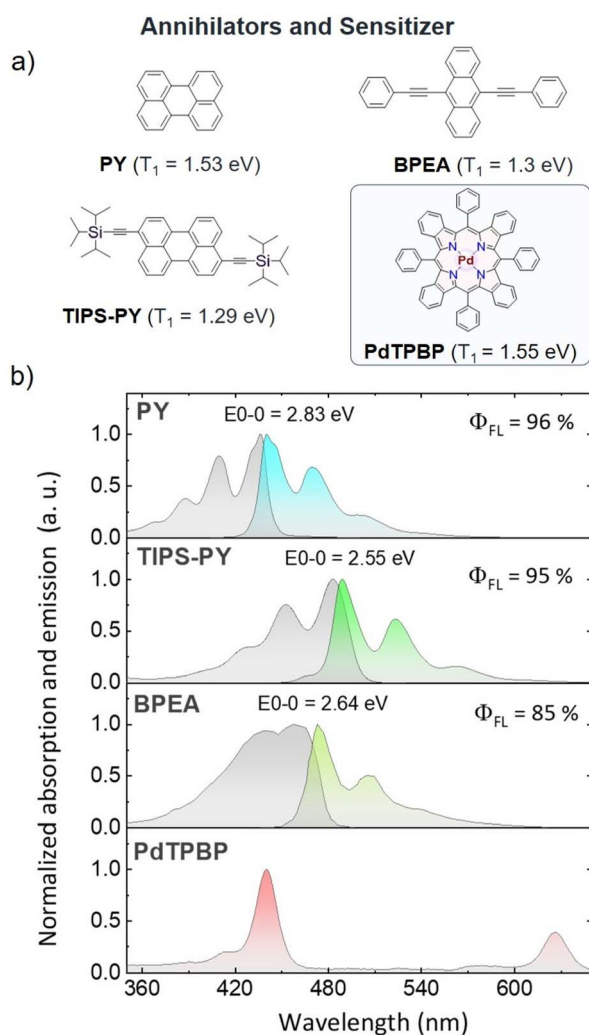 Annihilators and Sensitizer
a)
PY (T₁ = 1.53 eV)
BPEA (T₁ = 1.3 eV)
Si
Si
TIPS-PY (T₁ = 1.29 eV)
N
N
Pd
N
N
PdTPBP (T₁ = 1.55 eV)
b)
PY
E0-0 = 2.83 eV
Φ_FL = 96 %
1.0
0.5
0.0
TIPS-PY
E0-0 = 2.55 eV
Φ_FL = 95 %
1.0
0.5
0.0
BPEA
E0-0 = 2.64 eV
Φ_FL = 85 %
1.0
0.5
0.0
PdTPBP
1.0
0.5
0.0
Normalized absorption and emission (a. u.)
360 420 480 540 600
Wavelength (nm)